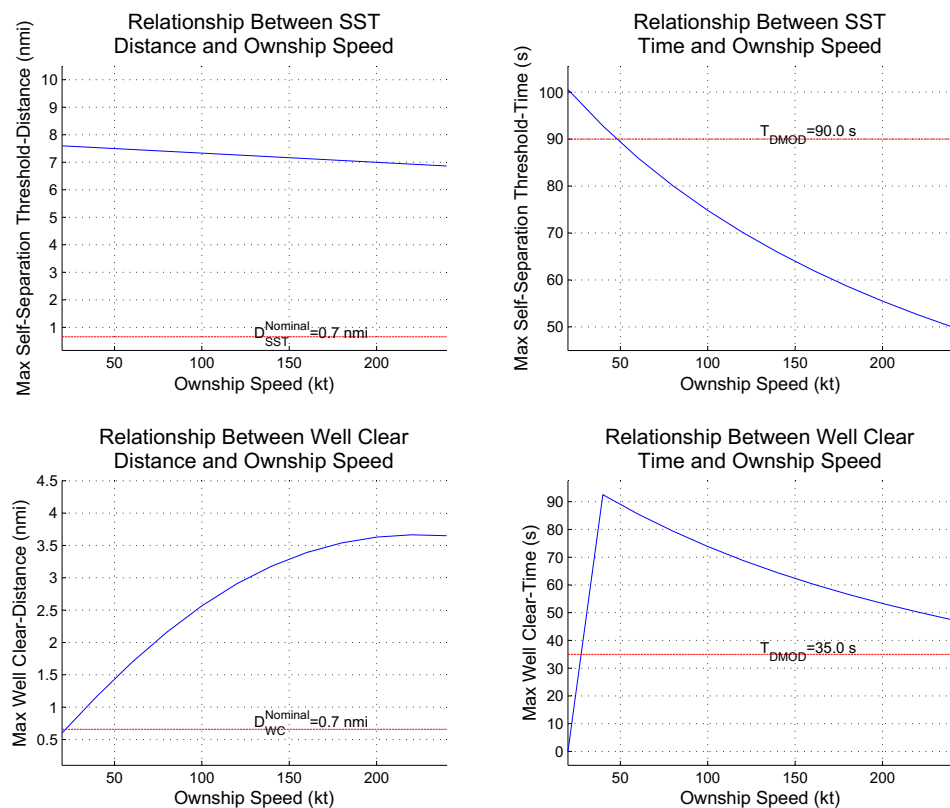 Relationship Between SST
Distance and Ownship Speed
Max Self-Separation Threshold-Distance (nmi)
10
9
8
7
6
5
4
3
2
1
D_SST^Nominal=0.7 nmi
50
100
150
200
Ownship Speed (kt)
Relationship Between SST
Time and Ownship Speed
Max Self-Separation Threshold-Time (s)
100
90
80
70
60
50
T_DMOD=90.0 s
50
100
150
200
Ownship Speed (kt)
Relationship Between Well Clear
Distance and Ownship Speed
Max Well Clear-Distance (nmi)
4.5
4
3.5
3
2.5
2
1.5
1
0.5
D_WC^Nominal=0.7 nmi
50
100
150
200
Ownship Speed (kt)
Relationship Between Well Clear
Time and Ownship Speed
Max Well Clear-Time (s)
90
80
70
60
50
40
30
20
10
0
T_DMOD=35.0 s
50
100
150
200
Ownship Speed (kt)